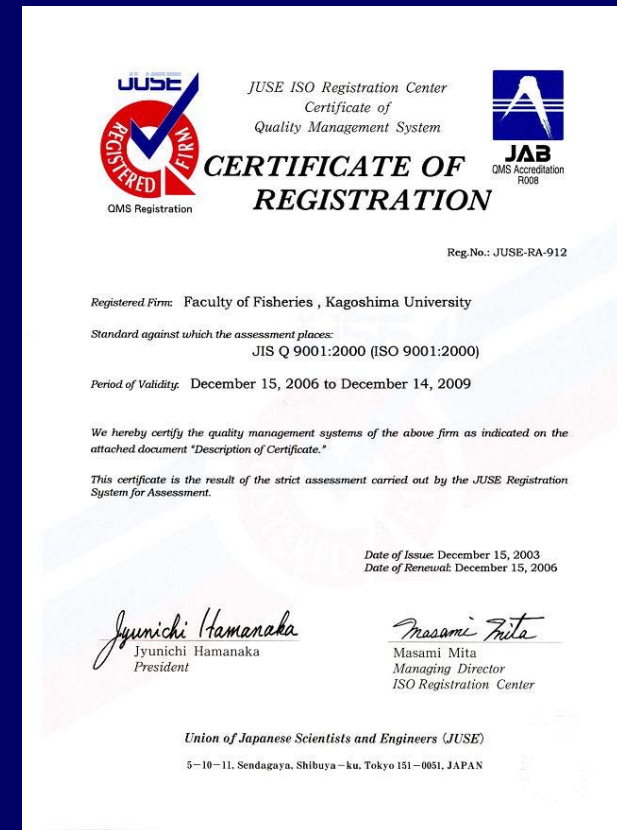 JUSE
REGISTERED FIRM
QMS Registration
JUSE ISO Registration Center
Certificate of
Quality Management System
JAB
QMS Accreditation
R008
CERTIFICATE OF
REGISTRATION
Reg.No.: JUSE-RA-912
Registered Firm: Faculty of Fisheries , Kagoshima University
Standard against which the assessment places:
JIS Q 9001:2000 (ISO 9001:2000)
Period of Validity: December 15, 2006 to December 14, 2009
We hereby certify the quality management systems of the above firm as indicated on the
attached document "Description of Certificate."
This certificate is the result of the strict assessment carried out by the JUSE Registration
System for Assessment.
Date of Issue: December 15, 2003
Date of Renewal: December 15, 2006
Jyunichi Hamanaka
Jyunichi Hamanaka
President
Masami Mita
Masami Mita
Managing Director
ISO Registration Center
Union of Japanese Scientists and Engineers (JUSE)
5-10-11, Sendagaya, Shibuya-ku, Tokyo 151-0051, JAPAN